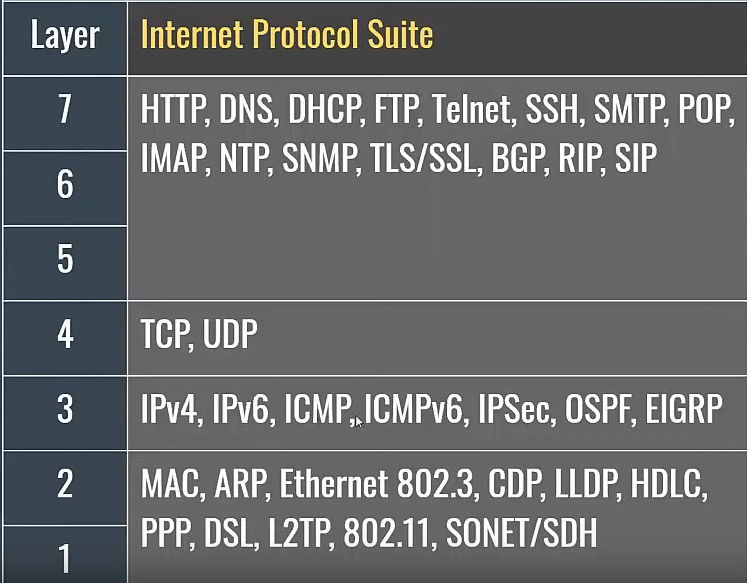 Layer Internet Protocol Suite
7 HTTP, DNS, DHCP, FTP, Telnet, SSH, SMTP, POP,
IMAP, NTP, SNMP, TLS/SSL, BGP, RIP, SIP
6
5
4 TCP, UDP
3 IPv4, IPv6, ICMP, ICMPv6, IPSec, OSPF, EIGRP
2 MAC, ARP, Ethernet 802.3, CDP, LLDP, HDLC,
PPP, DSL, L2TP, 802.11, SONET/SDH
1